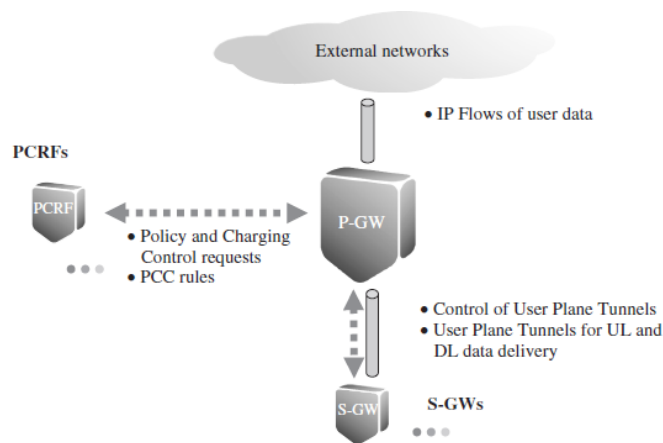 External networks
• IP Flows of user data
PCRFs
PCRF
P-GW
• Policy and Charging
Control requests
• PCC rules
• Control of User Plane Tunnels
• User Plane Tunnels for UL and
DL data delivery
S-GW
S-GWs